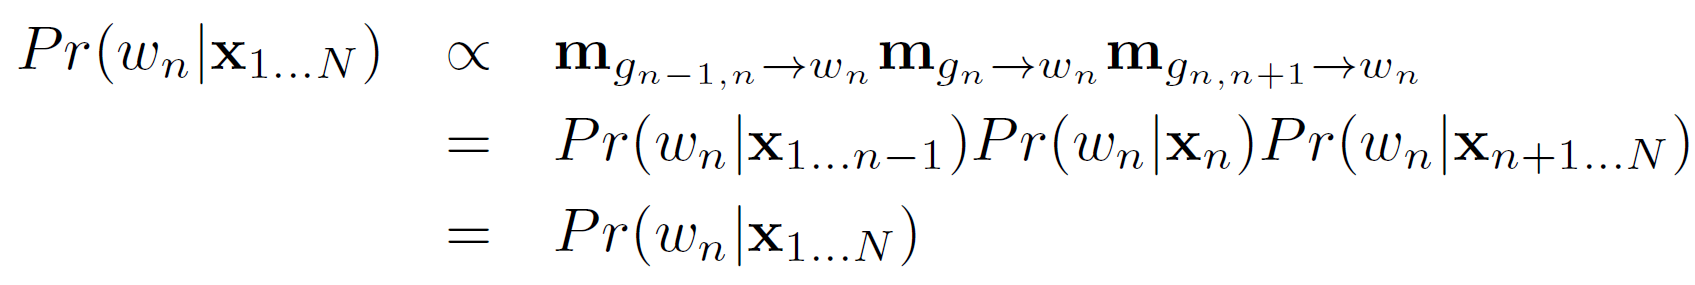 Pr(w_n|x_{1...N}) ∝ m_{g_{n−1,n}→w_n} m_{g_n→w_n} m_{g_{n,n+1}→w_n}
= Pr(w_n|x_{1...n−1})Pr(w_n|x_n)Pr(w_n|x_{n+1...N})
= Pr(w_n|x_{1...N})